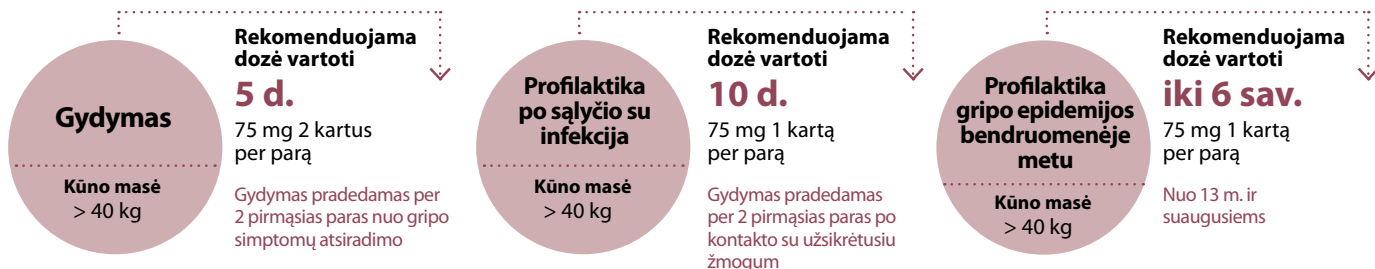 Gydymas
Kūno masė
> 40 kg
Rekomenduojama
dozė vartoti
5 d.
75 mg 2 kartus
per parą
Gydymas pradedamas per
2 pirmąsias paras nuo gripo
simptomų atsiradimo
Profilaktika
po sąlyčio su
infekcija
Kūno masė
> 40 kg
Rekomenduojama
dozė vartoti
10 d.
75 mg 1 kartą
per parą
Gydymas pradedamas
per 2 pirmąsias paras po
kontakto su užsikrėtusiu
žmogum
Profilaktika
gripo epidemijos
bendruomenėje
metu
Kūno masė
> 40 kg
Rekomenduojama
dozė vartoti
iki 6 sav.
75 mg 1 kartą
per parą
Nuo 13 m. ir
suaugusiems